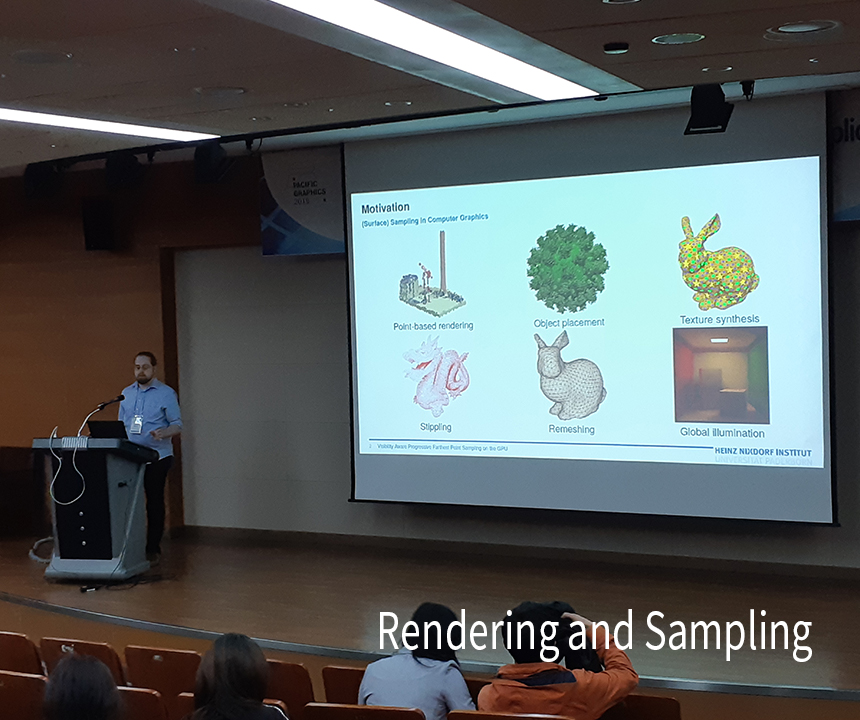 PACIFIC
GRAPHICS
2019
Motivation
(Surface) Sampling in Computer Graphics
Point-based rendering
Object placement
Texture synthesis
Stippling
Remeshing
Global illumination
Visibility Aware Progressive Farthest Point Sampling on the GPU
HEINZ NIXDORF INSTITUT
UNIVERSITÄT PADERBORN
Rendering and Sampling